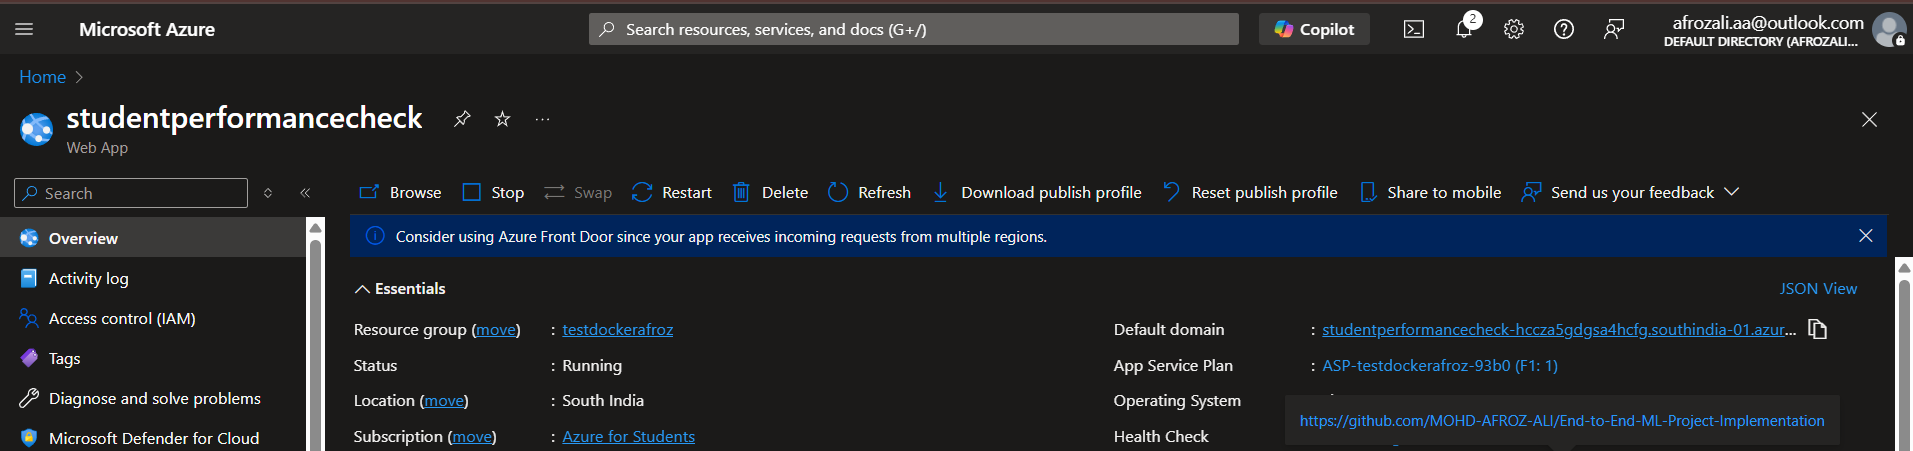 Microsoft Azure
Search resources, services, and docs (G+/)
Copilot
2
afrozali.aa@outlook.com
DEFAULT DIRECTORY (AFROZALI...
Home
studentperformancecheck
...
Web App
Search
Browse
Stop
Swap
Restart
Delete
Refresh
Download publish profile
Reset publish profile
Share to mobile
Send us your feedback
Overview
Activity log
Access control (IAM)
Tags
Diagnose and solve problems
Microsoft Defender for Cloud
Consider using Azure Front Door since your app receives incoming requests from multiple regions.
Essentials
JSON View
Resource group (move) : testdockerafroz
Status : Running
Location (move) : South India
Subscription (move) : Azure for Students
Default domain : studentperformancecheck-hccza5gdgsa4hcfg.southindia-01.azur...
App Service Plan : ASP-testdockerafroz-93b0 (F1: 1)
Operating System
https://github.com/MOHD-AFROZ-ALI/End-to-End-ML-Project-Implementation
Health Check